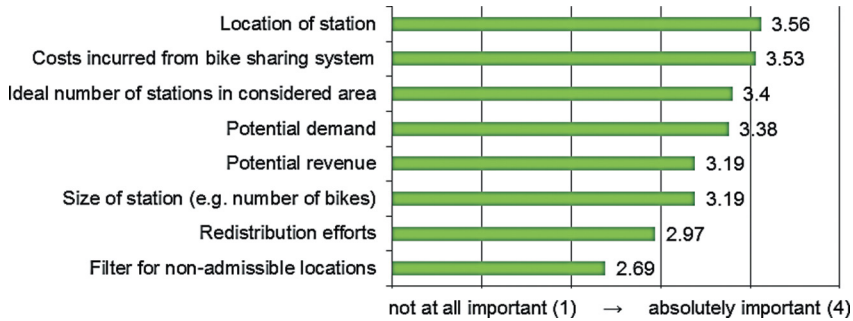 Location of station 3.56
Costs incurred from bike sharing system 3.53
Ideal number of stations in considered area 3.4
Potential demand 3.38
Potential revenue 3.19
Size of station (e.g. number of bikes) 3.19
Redistribution efforts 2.97
Filter for non-admissible locations 2.69
not at all important (1) → absolutely important (4)